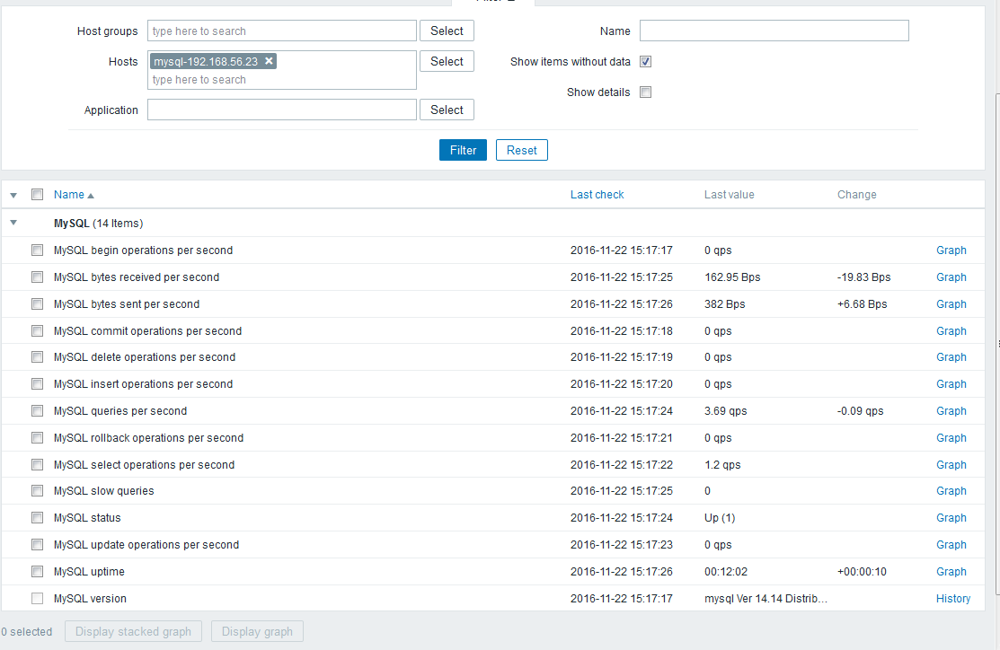 Host groups type here to search Select Name
Hosts mysql-192.168.56.23 ✕ Select Show items without data
type here to search
Show details
Application Select
Filter Reset
Name Last check Last value Change
MySQL (14 Items)
MySQL begin operations per second 2016-11-22 15:17:17 0 qps Graph
MySQL bytes received per second 2016-11-22 15:17:25 162.95 Bps -19.83 Bps Graph
MySQL bytes sent per second 2016-11-22 15:17:26 382 Bps +6.68 Bps Graph
MySQL commit operations per second 2016-11-22 15:17:18 0 qps Graph
MySQL delete operations per second 2016-11-22 15:17:19 0 qps Graph
MySQL insert operations per second 2016-11-22 15:17:20 0 qps Graph
MySQL queries per second 2016-11-22 15:17:24 3.69 qps -0.09 qps Graph
MySQL rollback operations per second 2016-11-22 15:17:21 0 qps Graph
MySQL select operations per second 2016-11-22 15:17:22 1.2 qps Graph
MySQL slow queries 2016-11-22 15:17:25 0 Graph
MySQL status 2016-11-22 15:17:24 Up (1) Graph
MySQL update operations per second 2016-11-22 15:17:23 0 qps Graph
MySQL uptime 2016-11-22 15:17:26 00:12:02 +00:00:10 Graph
MySQL version 2016-11-22 15:17:17 mysql Ver 14.14 Distrib... History
0 selected Display stacked graph Display graph